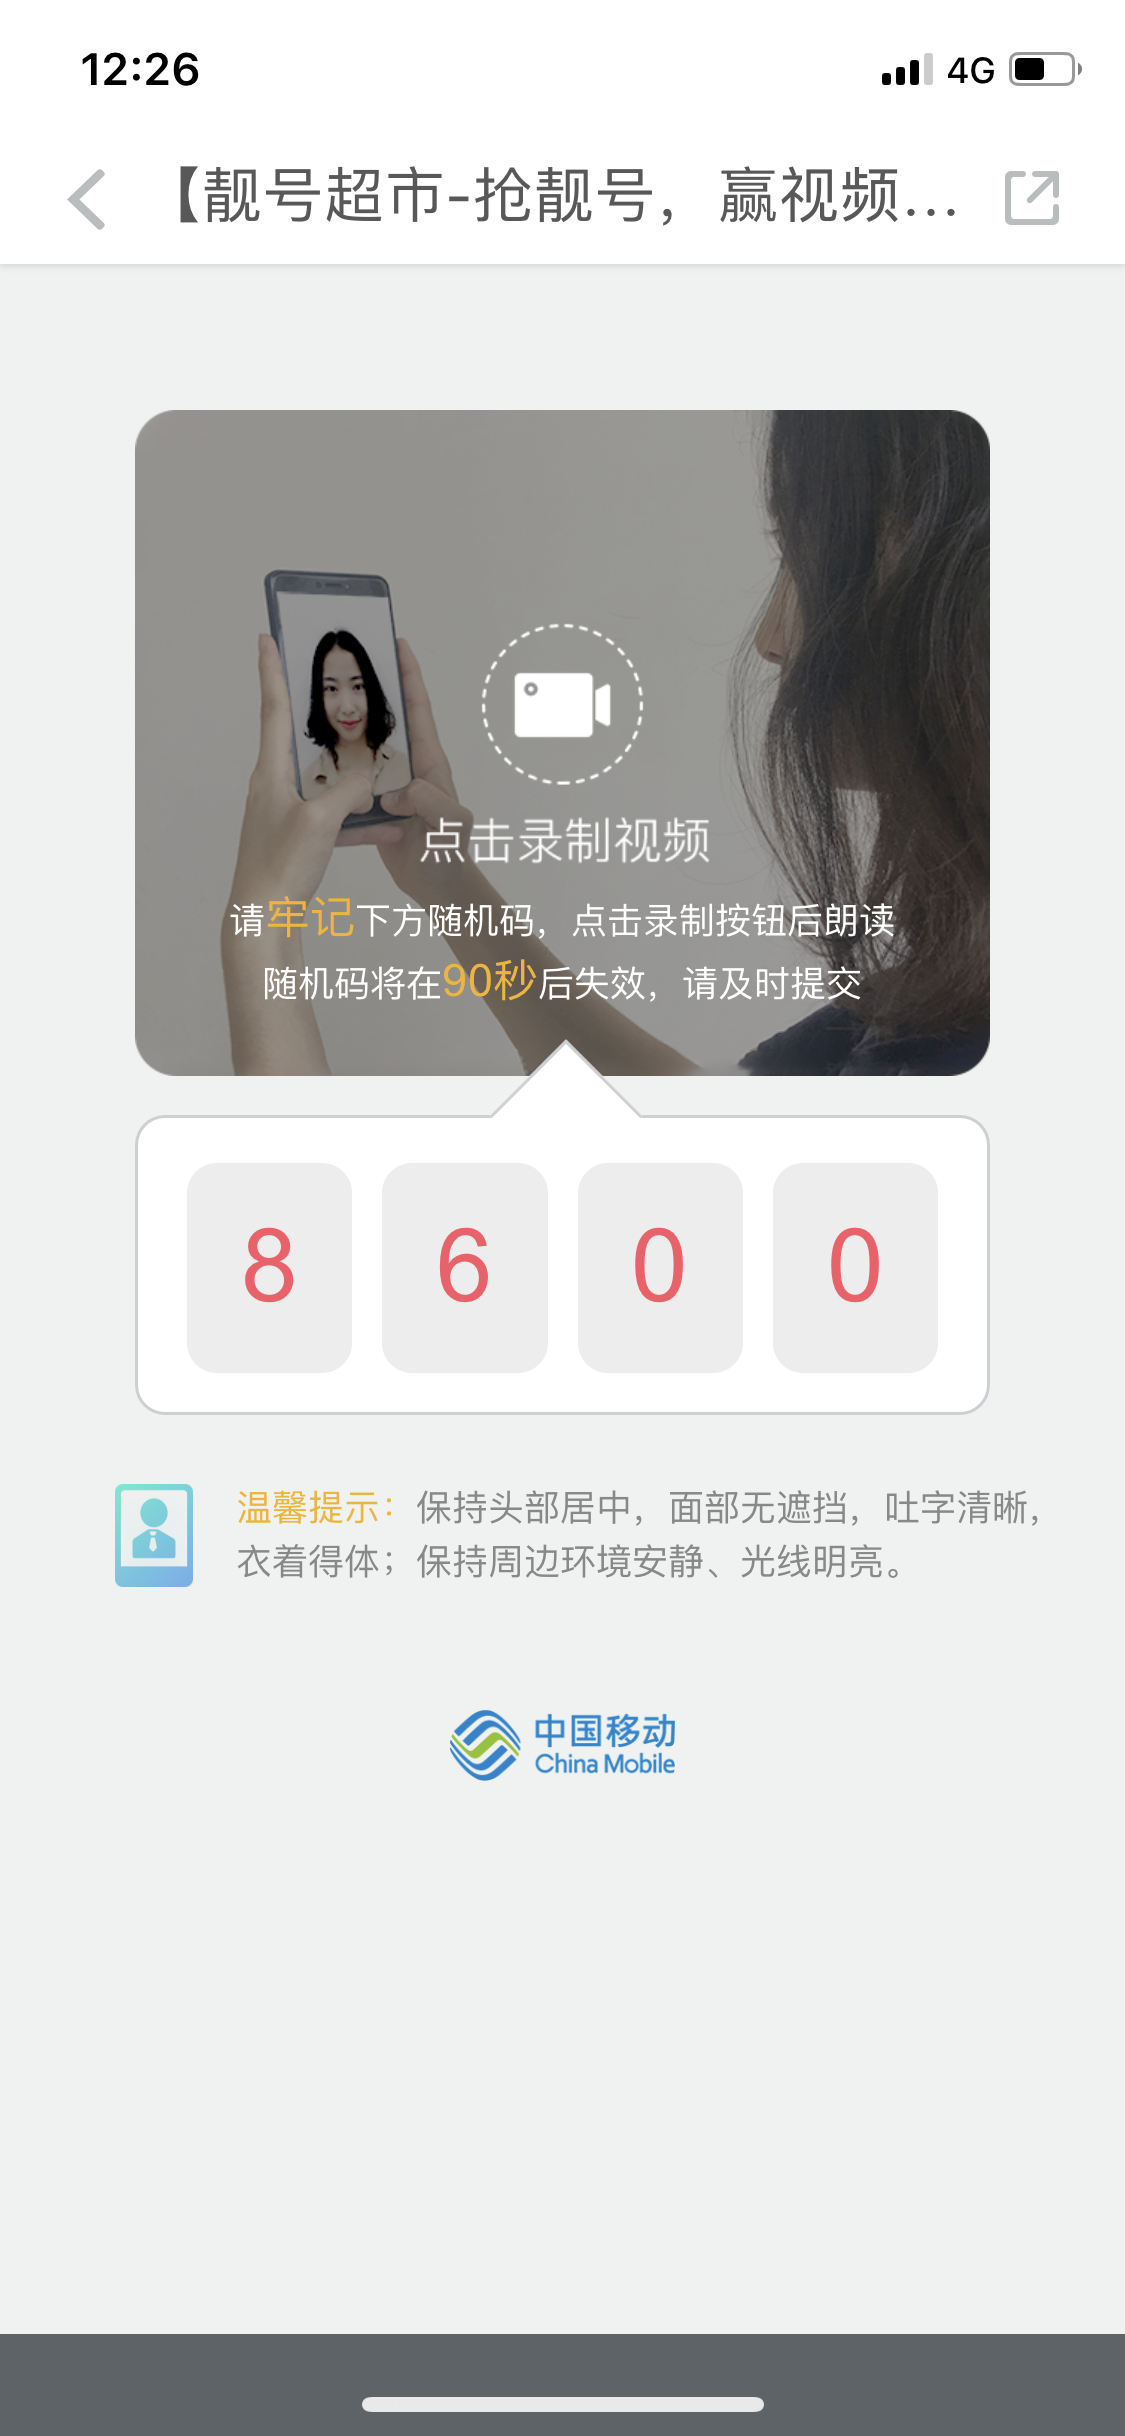 12:26
4G
【靓号超市-抢靓号，赢视频...
点击录制视频
请牢记下方随机码，点击录制按钮后朗读
随机码将在90秒后失效，请及时提交
8 6 0 0
温馨提示：保持头部居中，面部无遮挡，吐字清晰，
衣着得体；保持周边环境安静、光线明亮。
中国移动
China Mobile